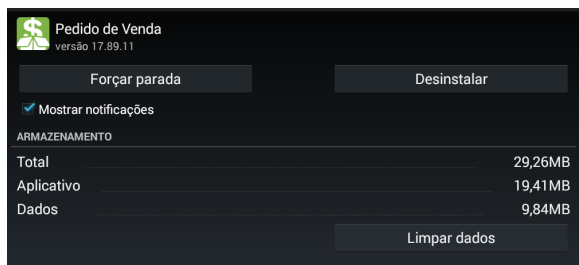 Pedido de Venda
versão 17.89.11
Forçar parada
Desinstalar
Mostrar notificações
ARMAZENAMENTO
Total 29,26MB
Aplicativo 19,41MB
Dados 9,84MB
Limpar dados